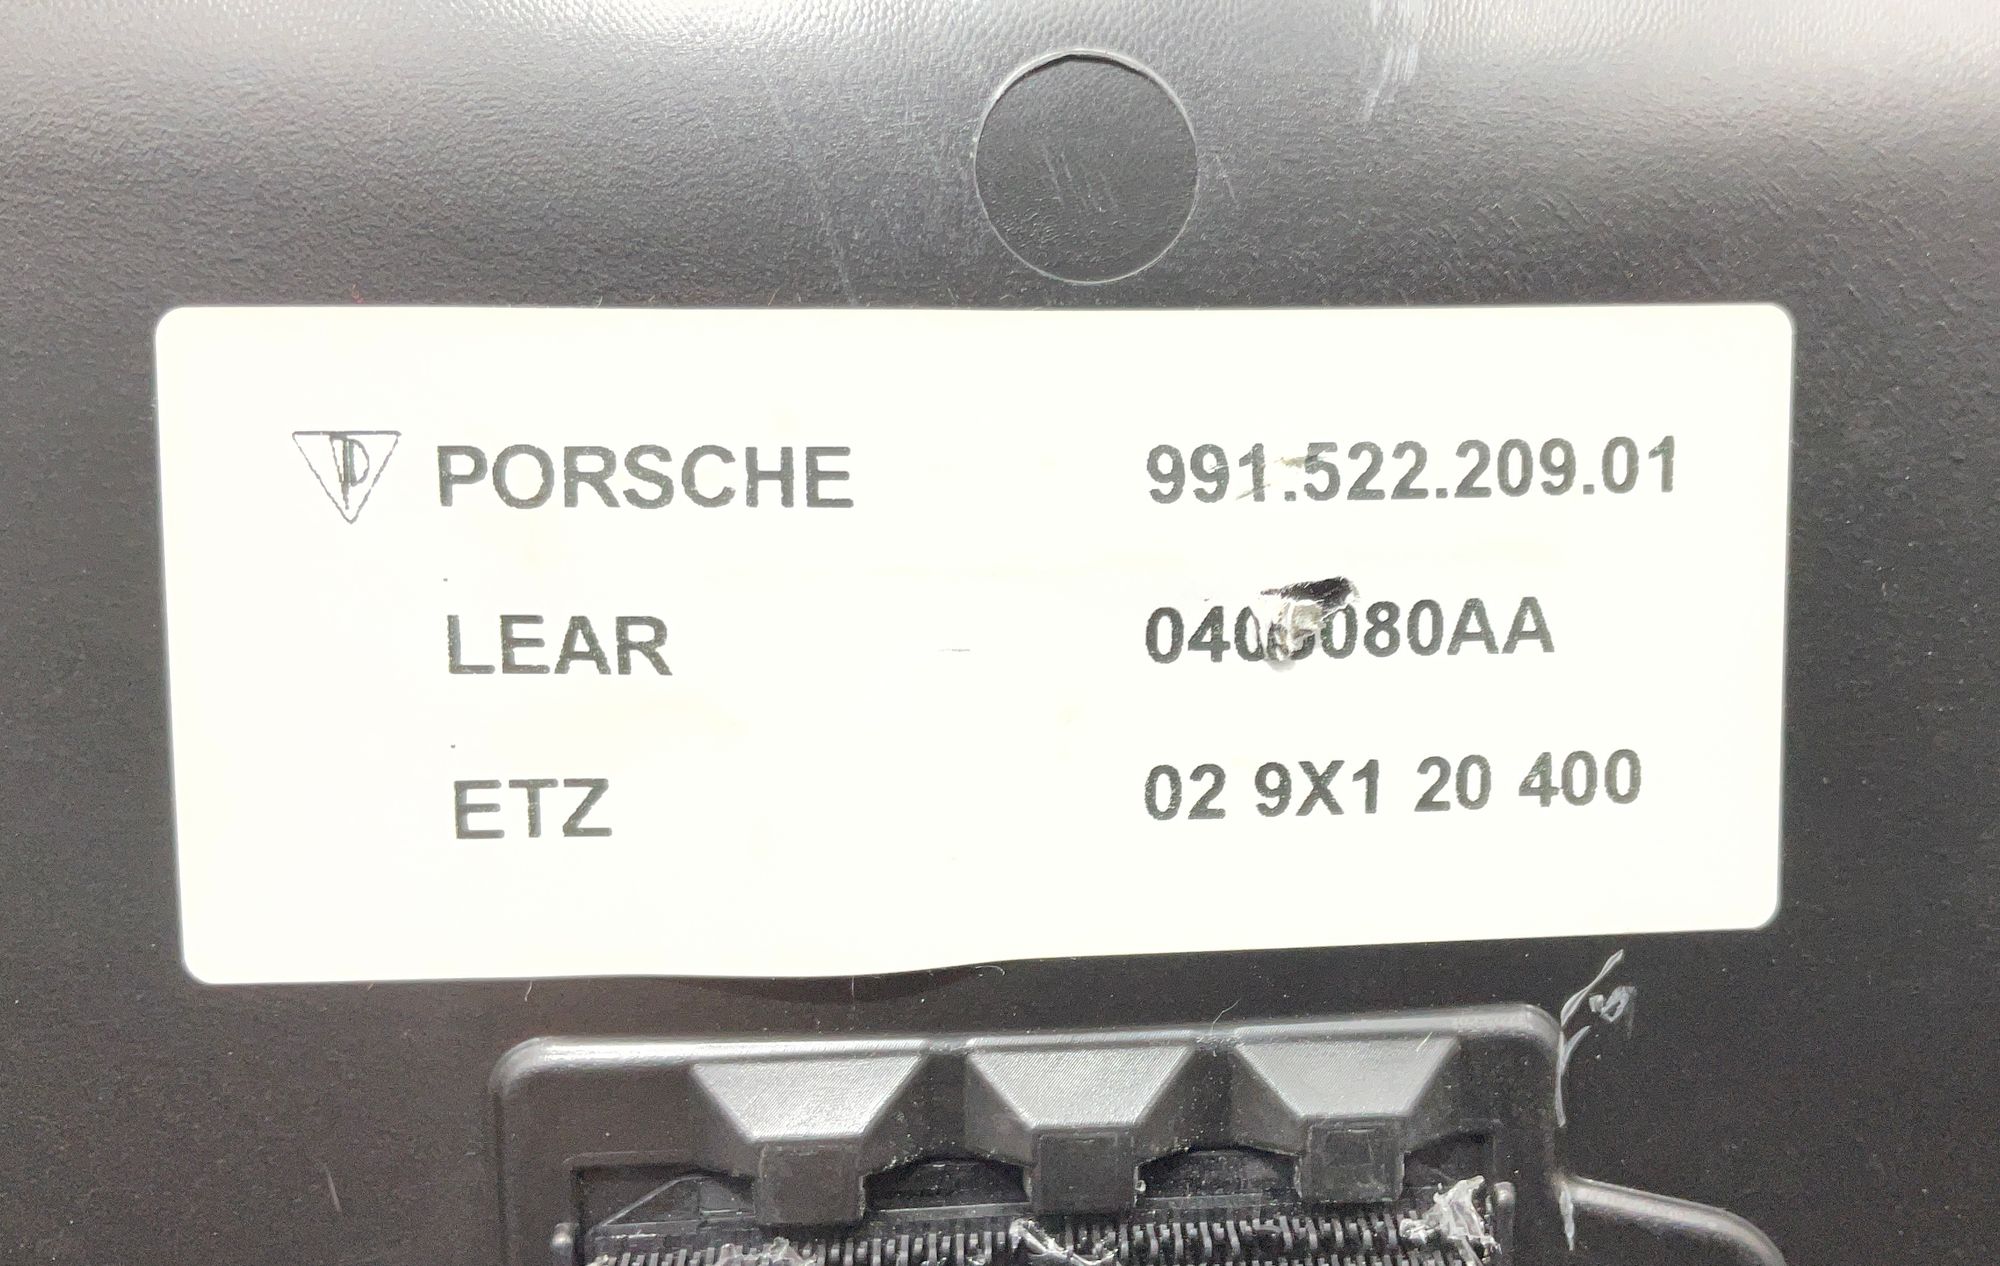 PORSCHE 991.522.209.01
LEAR
ETZ 02 9X1 20 400